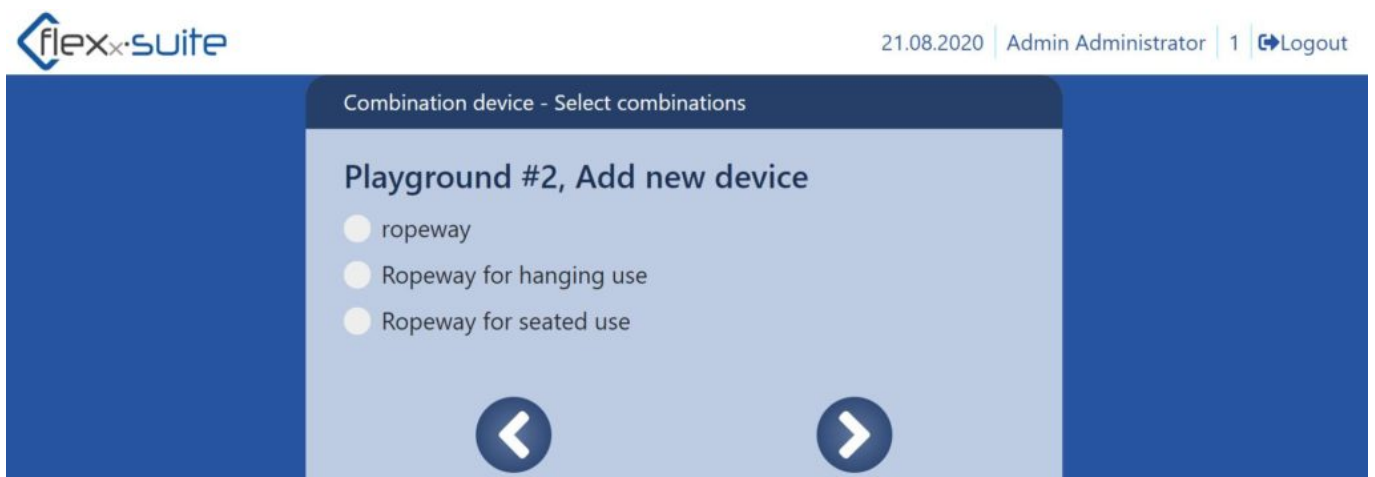 flexx·suite
21.08.2020 Admin Administrator 1 Logout
Combination device - Select combinations
Playground #2, Add new device
ropeway
Ropeway for hanging use
Ropeway for seated use